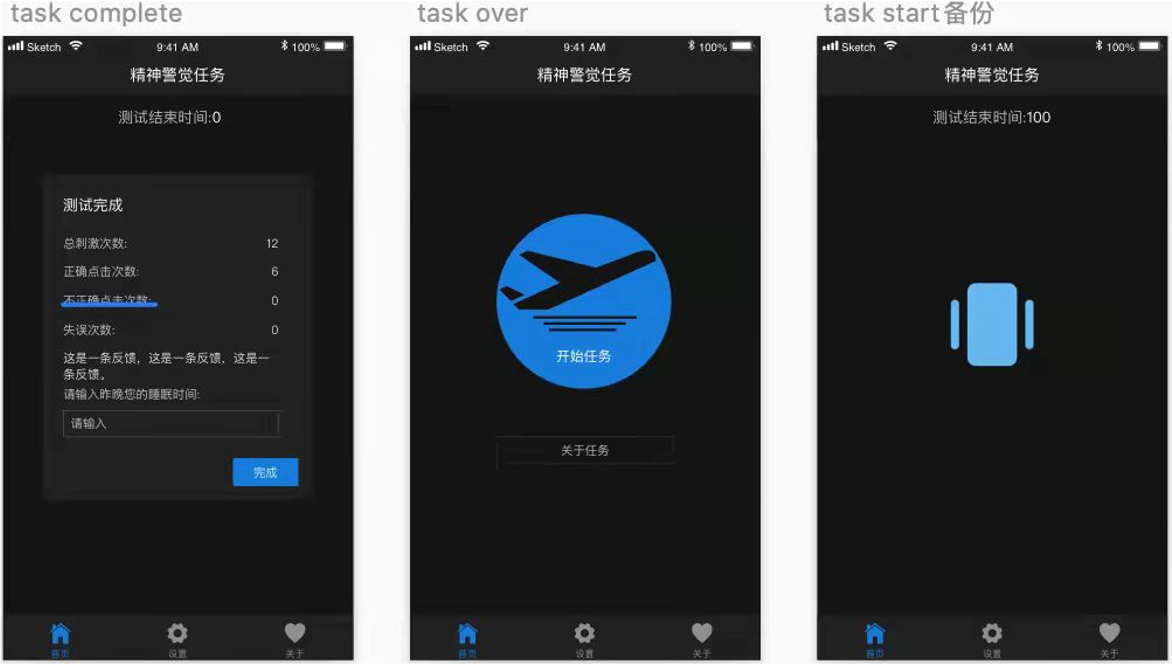 task complete
Sketch 9:41 AM 100%
精神警觉任务
测试结束时间:0
测试完成
总刺激次数: 12
正确点击次数: 6
不正确点击次数: 0
失误次数: 0
这是一条反馈，这是一条反馈，这是一
条反馈。
请输入昨晚您的睡眠时间:
请输入
完成
首页 设置 关于
task over
Sketch 9:41 AM 100%
精神警觉任务
开始任务
关于任务
首页 设置 关于
task start备份
Sketch 9:41 AM 100%
精神警觉任务
测试结束时间:100
首页 设置 关于